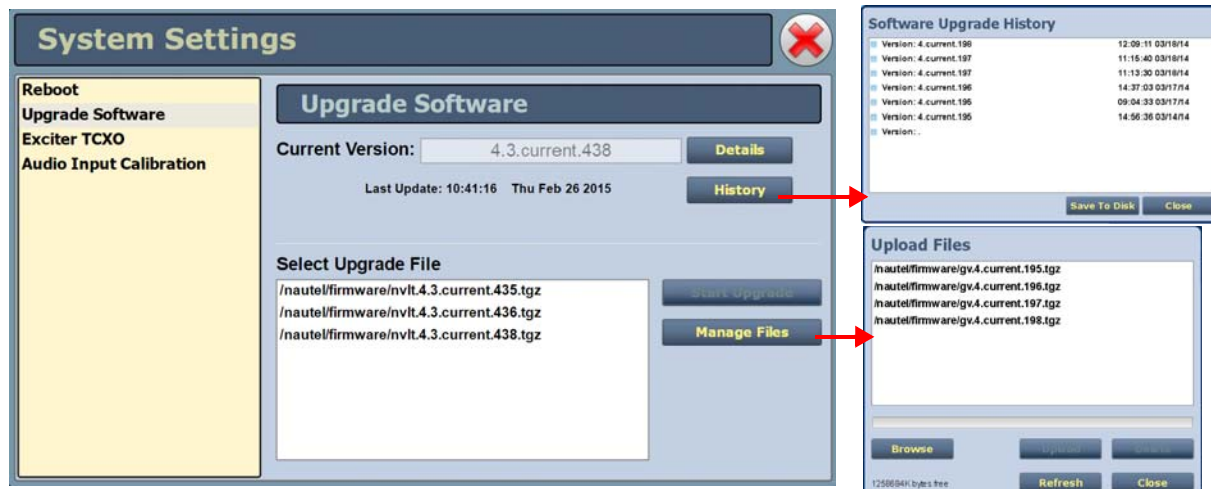 System Settings
Reboot
Upgrade Software
Exciter TCXO
Audio Input Calibration
Upgrade Software
Current Version: 4.3.current.438 Details
Last Update: 10:41:16 Thu Feb 26 2015 History
Select Upgrade File
/nautel/firmware/nvlt.4.3.current.435.tgz
/nautel/firmware/nvlt.4.3.current.436.tgz
/nautel/firmware/nvlt.4.3.current.438.tgz
Start Upgrade
Manage Files
Software Upgrade History
Version: 4.current.198 12:09:11 03/18/14
Version: 4.current.197 11:15:40 03/18/14
Version: 4.current.197 11:13:30 03/18/14
Version: 4.current.196 14:37:03 03/17/14
Version: 4.current.195 09:04:33 03/17/14
Version: 4.current.195 14:56:36 03/14/14
Version: .
Save To Disk Close
Upload Files
/nautel/firmware/gv.4.current.195.tgz
/nautel/firmware/gv.4.current.196.tgz
/nautel/firmware/gv.4.current.197.tgz
/nautel/firmware/gv.4.current.198.tgz
Browse Upload Delete
bytes free Refresh Close